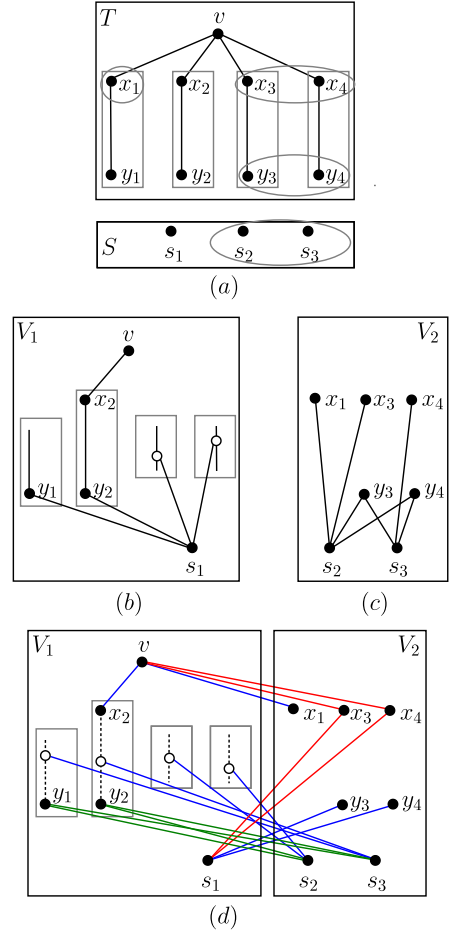 T v
x₁ x₂ x₃ x₄
y₁ y₂ y₃ y₄
S s₁ s₂ s₃
(a)
V₁ V₂
v
x₂ x₁ x₃ x₄
y₁ y₂ y₃ y₄
s₁ s₂ s₃
(b) (c)
V₁ v V₂
x₂ x₁ x₃ x₄
y₁ y₂ y₃ y₄
s₁ s₂ s₃
(d)